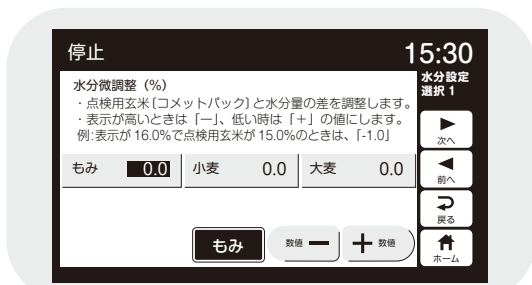 停止 15:30
水分設定
選択 1
水分微調整（%）
・点検用玄米〔コメットパック〕と水分量の差を調整します。
・表示が高いときは「ー」、低い時は「＋」の値にします。
例:表示が 16.0%で点検用玄米が 15.0%のときは、「-1.0」
もみ 0.0 小麦 0.0 大麦 0.0
次へ
前へ
戻る
ホーム
もみ 数値 ー ＋ 数値